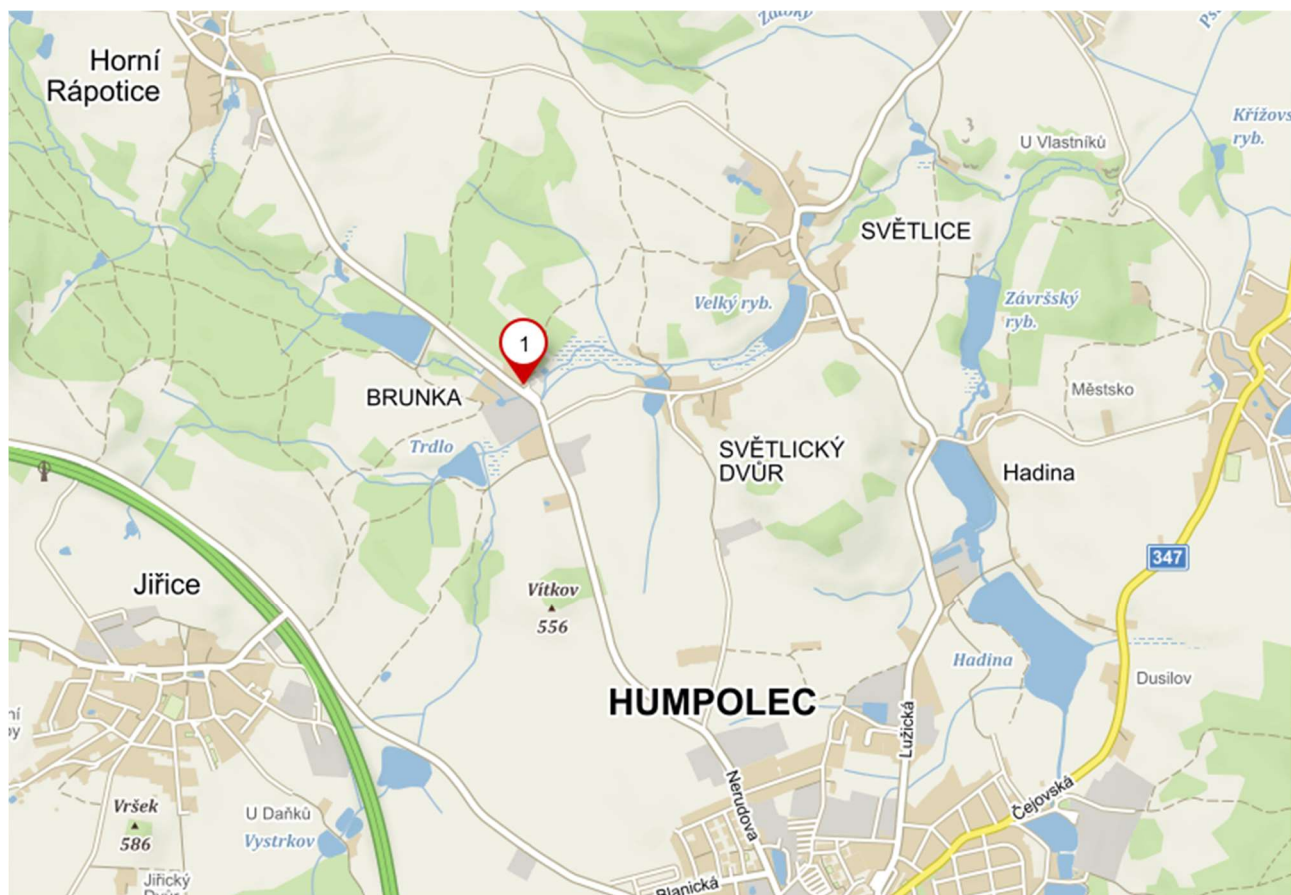 Horní
Rápotice
Zátoky
U Vlastníků
Křížovs
ryb.
SVĚTLICE
Velký ryb.
Závršský
ryb.
1
BRUNKA
Městsko
Trdlo
SVĚTLICKÝ
DVŮR
Hadina
347
Jiřice
Vítkov
556
Hadina
Dusilov
HUMPOLEC
Lužická
Nerudova
Čejovská
Vršek
586
U Daňků
Vystrkov
Jiřický
Blanická